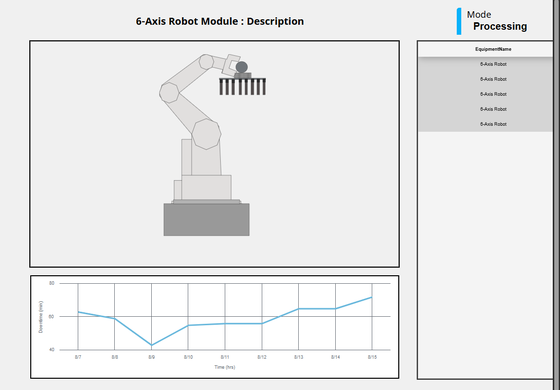 6-Axis Robot Module : Description
Mode
Processing
EquipmentName
6-Axis Robot
6-Axis Robot
6-Axis Robot
6-Axis Robot
6-Axis Robot
Downtime (min)
80
60
40
8/7
8/8
8/9
8/10
8/11
8/12
8/13
8/14
8/15
Time (hrs)